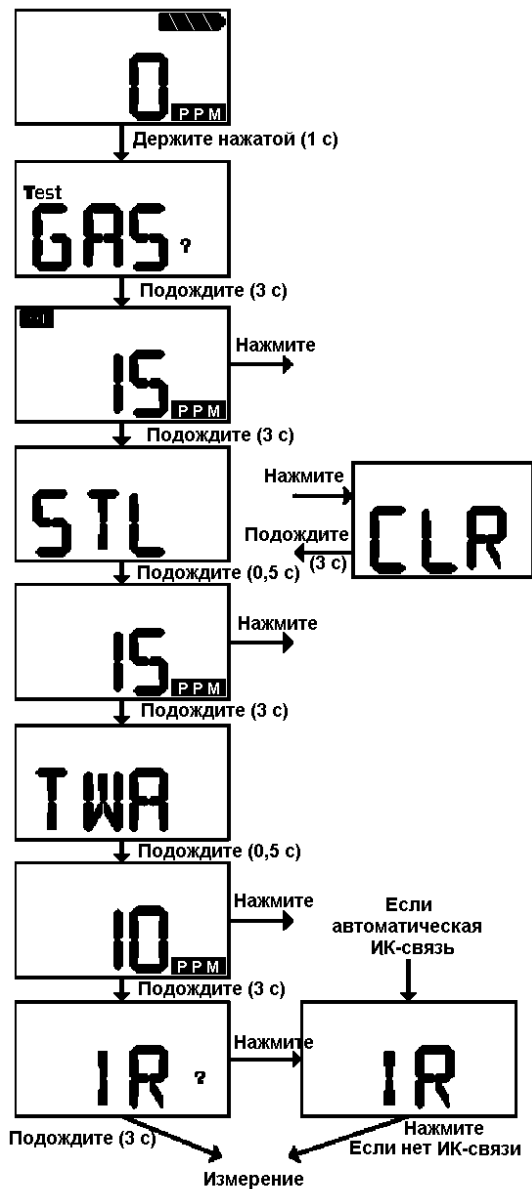 0
PPM
Держите нажатой (1 с)
Test
GAS ?
Подождите (3 с)
15
PPM
Нажмите
Подождите (3 с)
STL
Нажмите
CLR
Подождите
(3 с)
Подождите (0,5 с)
15
PPM
Нажмите
Подождите (3 с)
TWA
Подождите (0,5 с)
10
PPM
Нажмите
Если
автоматическая
ИК-связь
Подождите (3 с)
IR ?
Нажмите
IR
Подождите (3 с)
Нажмите
Если нет ИК-связи
Измерение